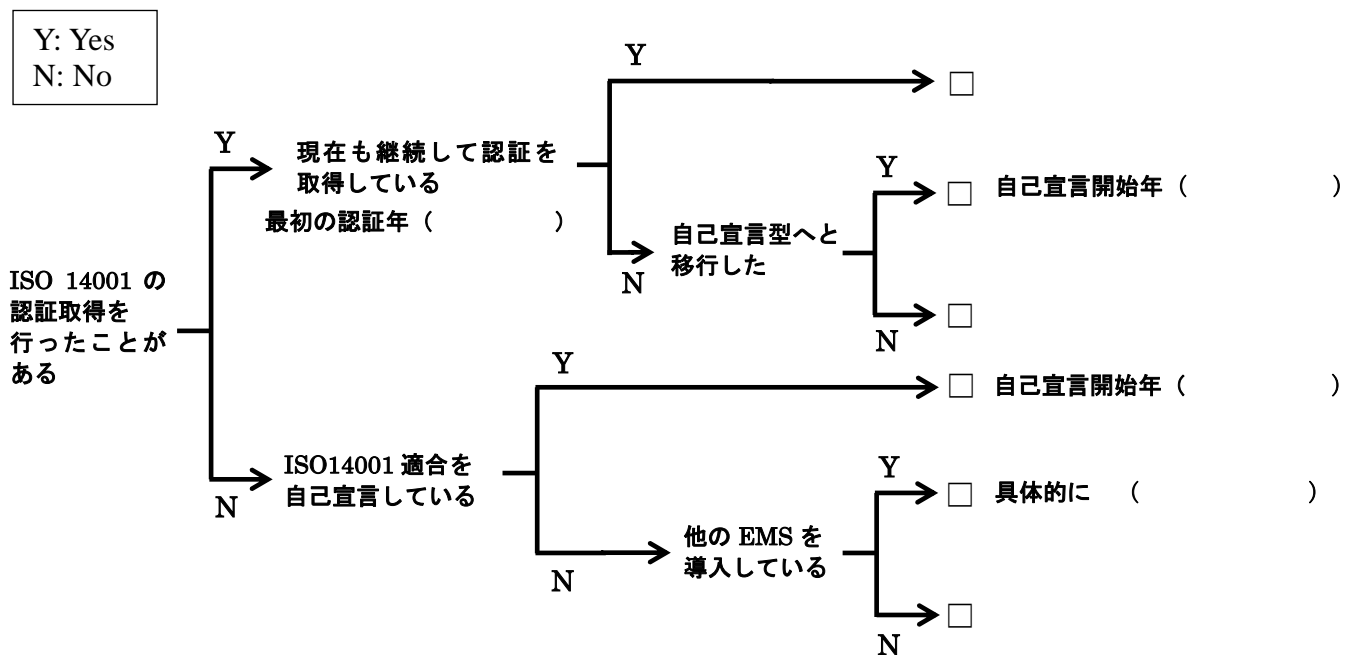 Y: Yes
N: No
ISO 14001 の
認証取得を
行ったことが
ある
Y
現在も継続して認証を
取得している
最初の認証年（　　　　　）
Y
□
N
自己宣言型へと
移行した
Y
□ 自己宣言開始年（　　　　　　）
N
□
N
ISO14001 適合を
自己宣言している
Y
□ 自己宣言開始年（　　　　　　）
N
他の EMS を
導入している
Y
□ 具体的に　（　　　　　　　）
N
□